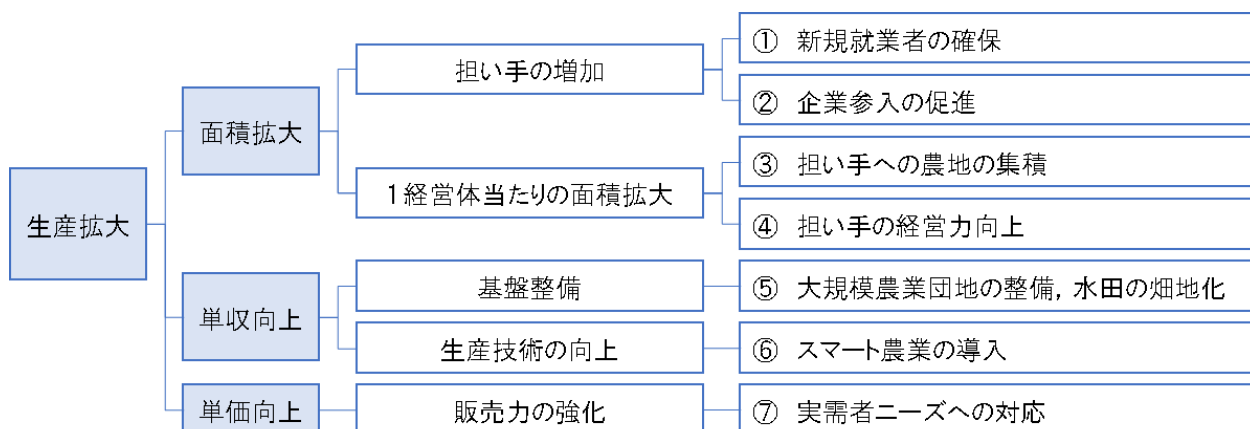 生産拡大
面積拡大
担い手の増加
① 新規就業者の確保
② 企業参入の促進
1経営体当たりの面積拡大
③ 担い手への農地の集積
④ 担い手の経営力向上
単収向上
基盤整備
⑤ 大規模農業団地の整備，水田の畑地化
生産技術の向上
⑥ スマート農業の導入
単価向上
販売力の強化
⑦ 実需者ニーズへの対応